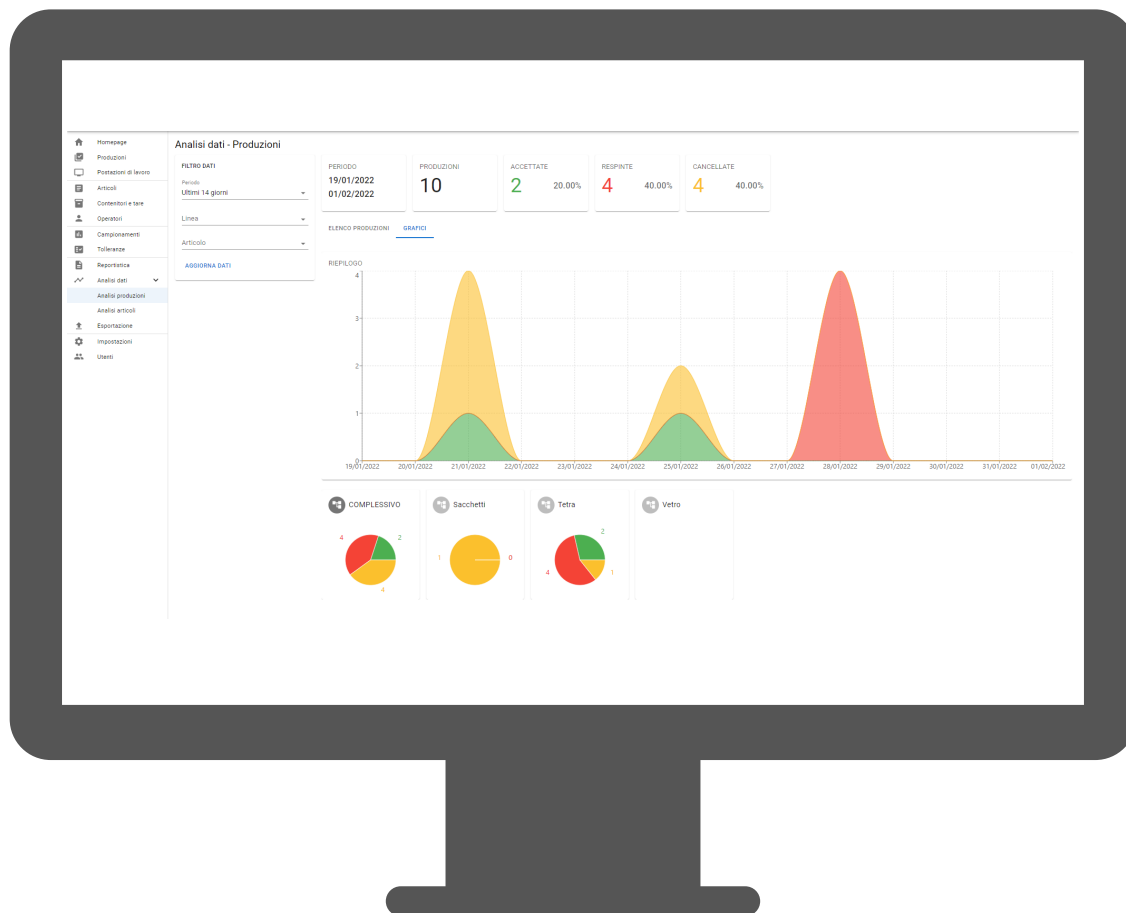 Homepage
Produzioni
Postazioni di lavoro
Articoli
Contenitori e tare
Operatori
Campionamenti
Tolleranze
Reportistica
Analisi dati
Analisi produzioni
Analisi articoli
Esportazione
Impostazioni
Utenti
Analisi dati - Produzioni
FILTRO DATI
Periodo
Ultimi 14 giorni
Linea
Articolo
AGGIORNA DATI
PERIODO
19/01/2022
01/02/2022
PRODUZIONI
10
ACCETTATE
2 20.00%
RESPINTE
4 40.00%
CANCELLATE
4 40.00%
ELENCO PRODUZIONI GRAFICI
RIEPILOGO
4
3
2
1
0
19/01/2022 20/01/2022 21/01/2022 22/01/2022 23/01/2022 24/01/2022 25/01/2022 26/01/2022 27/01/2022 28/01/2022 29/01/2022 30/01/2022 31/01/2022 01/02/2022
COMPLESSIVO
4 2
4
Sacchetti
1 0
Tetra
2
4 1
Vetro